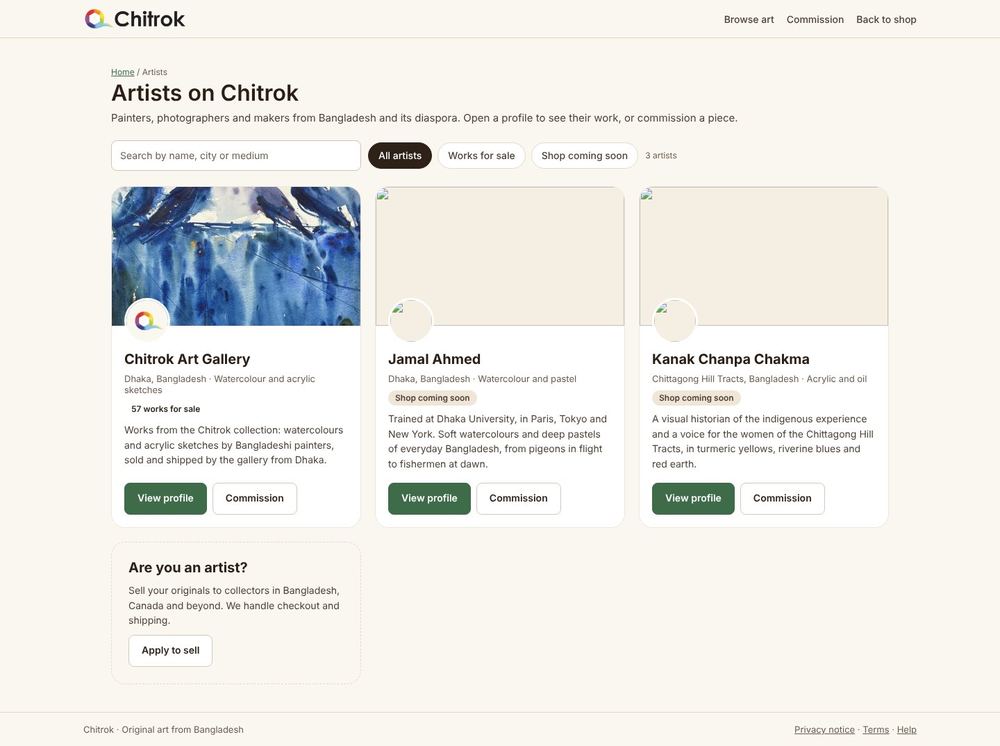 Chitrok
Browse art Commission Back to shop
Home / Artists
Artists on Chitrok
Painters, photographers and makers from Bangladesh and its diaspora. Open a profile to see their work, or commission a piece.
Search by name, city or medium
All artists
Works for sale
Shop coming soon
3 artists
Chitrok Art Gallery
Dhaka, Bangladesh · Watercolour and acrylic
sketches
57 works for sale
Works from the Chitrok collection: watercolours
and acrylic sketches by Bangladeshi painters,
sold and shipped by the gallery from Dhaka.
View profile
Commission
Jamal Ahmed
Dhaka, Bangladesh · Watercolour and pastel
Shop coming soon
Trained at Dhaka University, in Paris, Tokyo and
New York. Soft watercolours and deep pastels
of everyday Bangladesh, from pigeons in flight
to fishermen at dawn.
View profile
Commission
Kanak Chanpa Chakma
Chittagong Hill Tracts, Bangladesh · Acrylic and oil
Shop coming soon
A visual historian of the indigenous experience
and a voice for the women of the Chittagong Hill
Tracts, in turmeric yellows, riverine blues and
red earth.
View profile
Commission
Are you an artist?
Sell your originals to collectors in Bangladesh,
Canada and beyond. We handle checkout and
shipping.
Apply to sell
Chitrok · Original art from Bangladesh
Privacy notice · Terms · Help